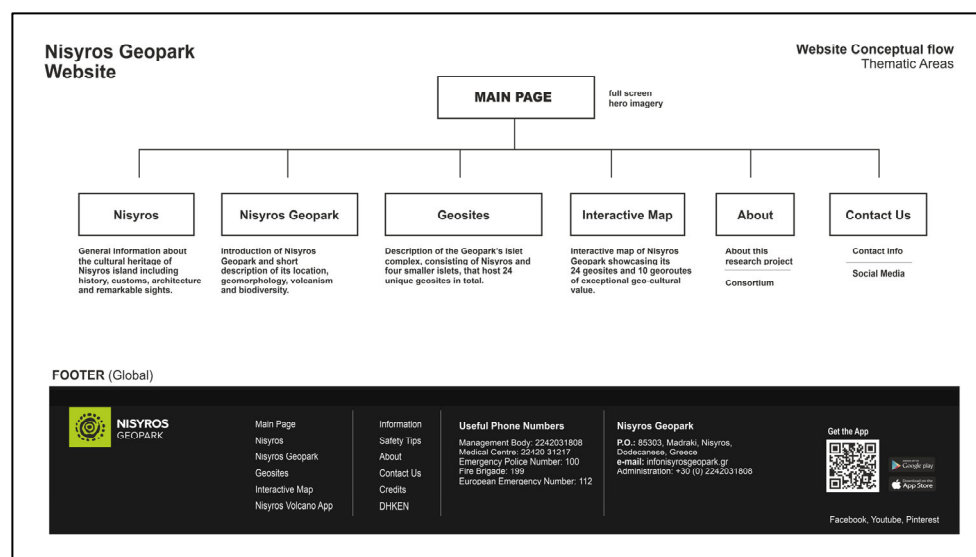 Nisyros Geopark
Website
Website Conceptual flow
Thematic Areas
MAIN PAGE
full screen
hero imagery
Nisyros
Nisyros Geopark
Geosites
Interactive Map
About
Contact Us
General information about
the cultural heritage of
Nisyros island including
history, customs, architecture
and remarkable sights.
Introduction of Nisyros
Geopark and short
description of its location,
geomorphology, volcanism
and biodiversity.
Description of the Geopark's islet
complex, consisting of Nisyros and
four smaller islets, that host 24
unique geosites in total.
Interactive map of Nisyros
Geopark showcasing its
24 geosites and 10 georoutes
of exceptional geo-cultural
value.
About this
research project
Consortium
Contact Info
Social Media
FOOTER (Global)
NISYROS
GEOPARK
Main Page
Nisyros
Nisyros Geopark
Geosites
Interactive Map
Nisyros Volcano App
Information
Safety Tips
About
Contact Us
Credits
DHKEN
Useful Phone Numbers
Management Body: 2242031808
Medical Centre: 22420 31217
Emergency Police Number: 100
Fire Brigade: 199
European Emergency Number: 112
Nisyros Geopark
P.O.: 85303, Madraki, Nisyros,
Dodecanese, Greece
e-mail: infonisyrosgeopark.gr
Administration: +30 (0) 2242031808
Get the App
Google play
App Store
Facebook, Youtube, Pinterest